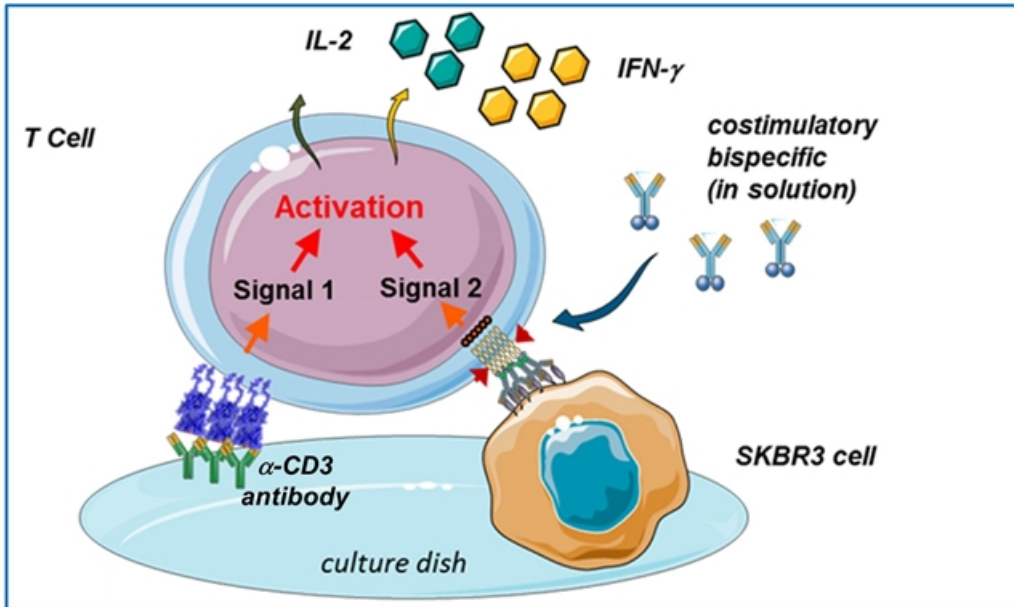 IL-2
IFN-γ
T Cell
costimulatory
bispecific
(in solution)
Activation
Signal 1
Signal 2
α-CD3
antibody
SKBR3 cell
culture dish